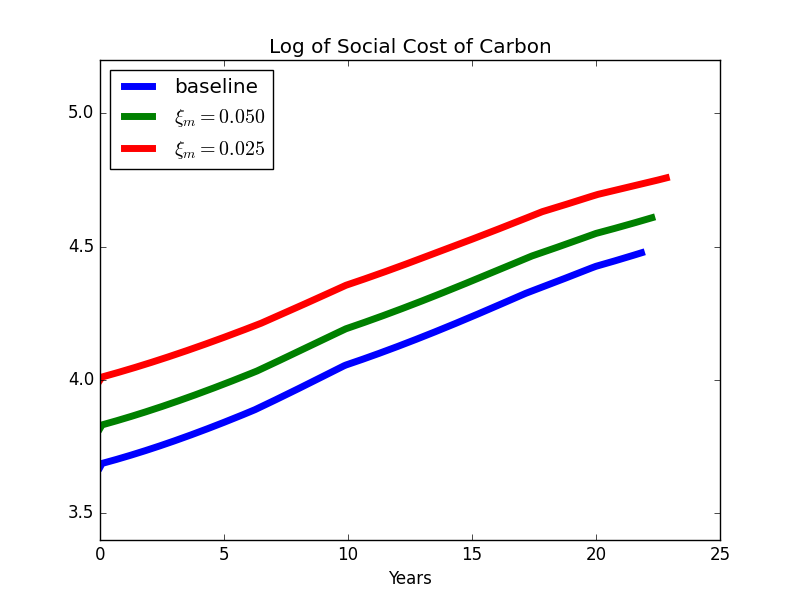 Log of Social Cost of Carbon
baseline
ξₘ = 0.050
ξₘ = 0.025
5.0
4.5
4.0
3.5
0 5 10 15 20 25
Years